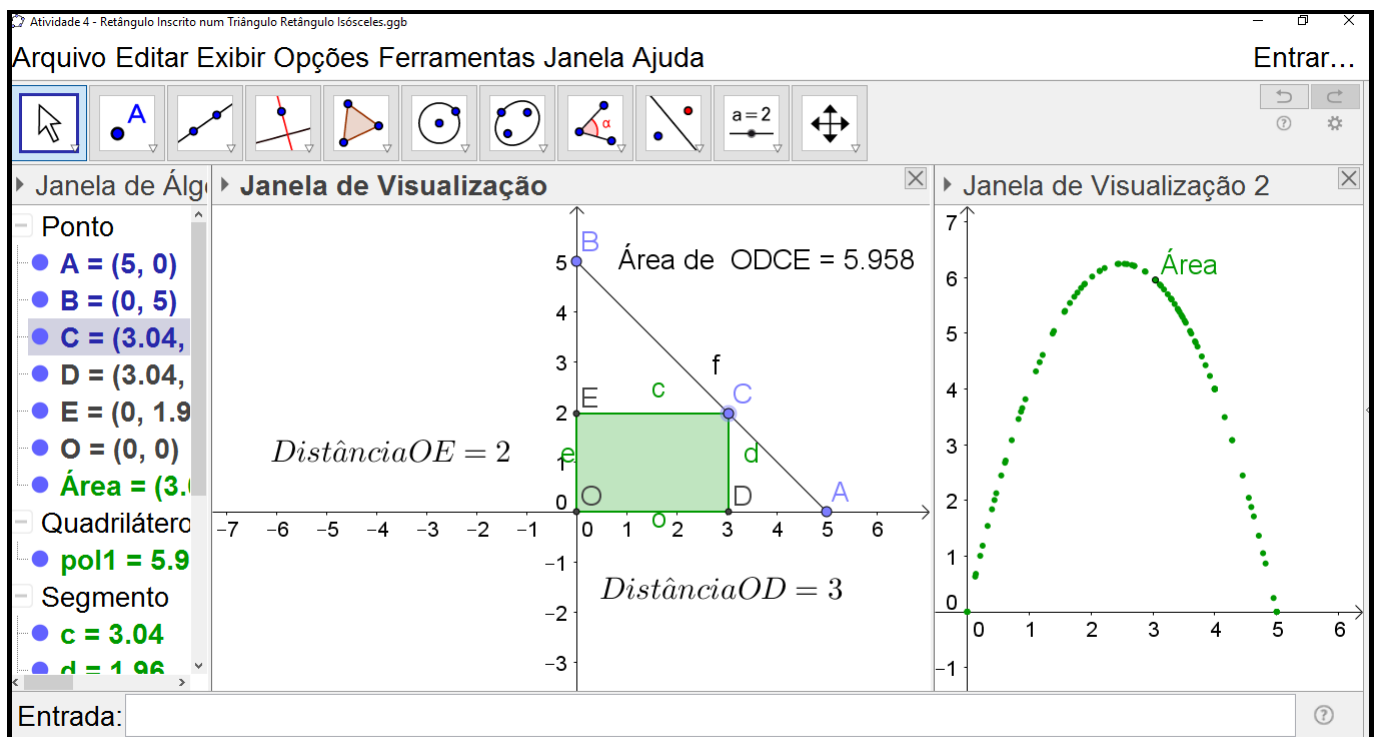 Atividade 4 - Retângulo Inscrito num Triângulo Retângulo Isósceles.ggb
Arquivo Editar Exibir Opções Ferramentas Janela Ajuda
Entrar...
A
α
a=2
Janela de Álg
Janela de Visualização
Janela de Visualização 2
Ponto
A = (5, 0)
B = (0, 5)
C = (3.04,
D = (3.04,
E = (0, 1.9
O = (0, 0)
Área = (3.0
Quadrilátero
pol1 = 5.9
Segmento
c = 3.04
d = 1.96
B
Área de ODCE = 5.958
f
c
C
E
DistânciaOE = 2
e
d
O
D
A
o
DistânciaOD = 3
5
4
3
2
1
0
−7 −6 −5 −4 −3 −2 −1 0 1 2 3 4 5 6
−1
−2
−3
Área
7
6
5
4
3
2
1
0
0 1 2 3 4 5 6
−1
Entrada: